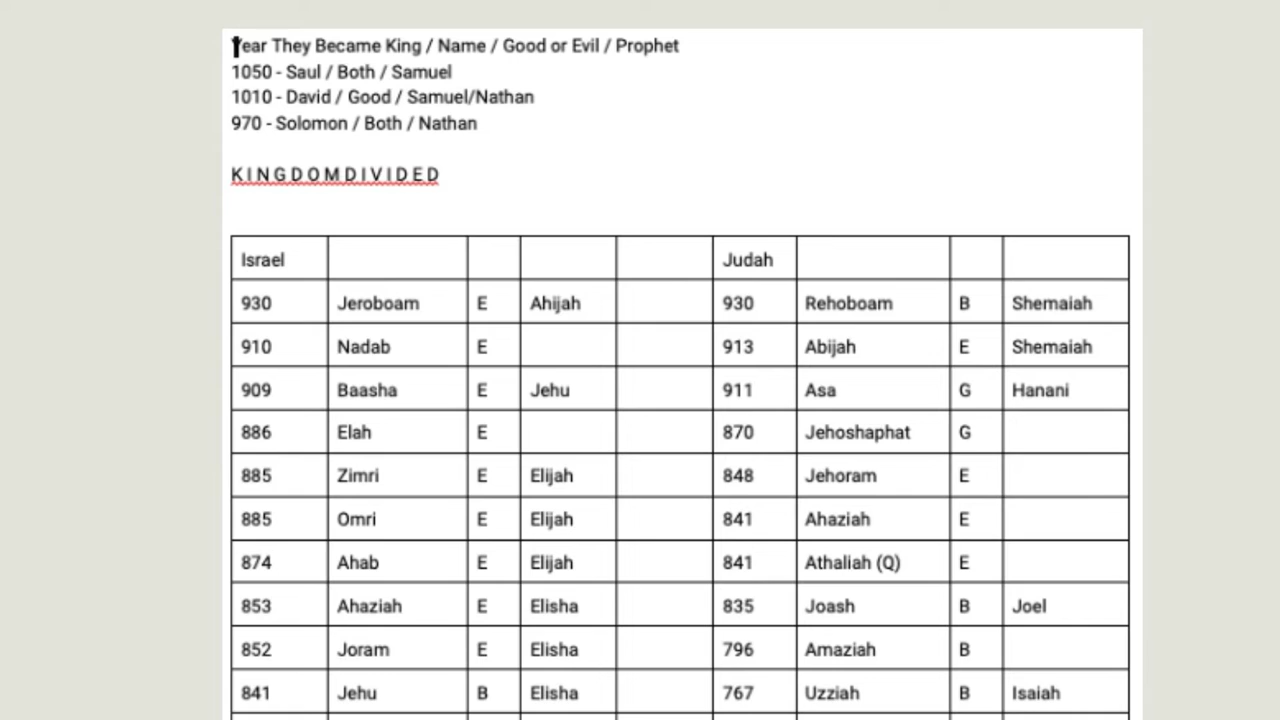 Year They Became King / Name / Good or Evil / Prophet
1050 - Saul / Both / Samuel
1010 - David / Good / Samuel/Nathan
970 - Solomon / Both / Nathan
K I N G D O M D I V I D E D
Israel Judah
930 Jeroboam E Ahijah 930 Rehoboam B Shemaiah
910 Nadab E 913 Abijah E Shemaiah
909 Baasha E Jehu 911 Asa G Hanani
886 Elah E 870 Jehoshaphat G
885 Zimri E Elijah 848 Jehoram E
885 Omri E Elijah 841 Ahaziah E
874 Ahab E Elijah 841 Athaliah (Q) E
853 Ahaziah E Elisha 835 Joash B Joel
852 Joram E Elisha 796 Amaziah B
841 Jehu B Elisha 767 Uzziah B Isaiah